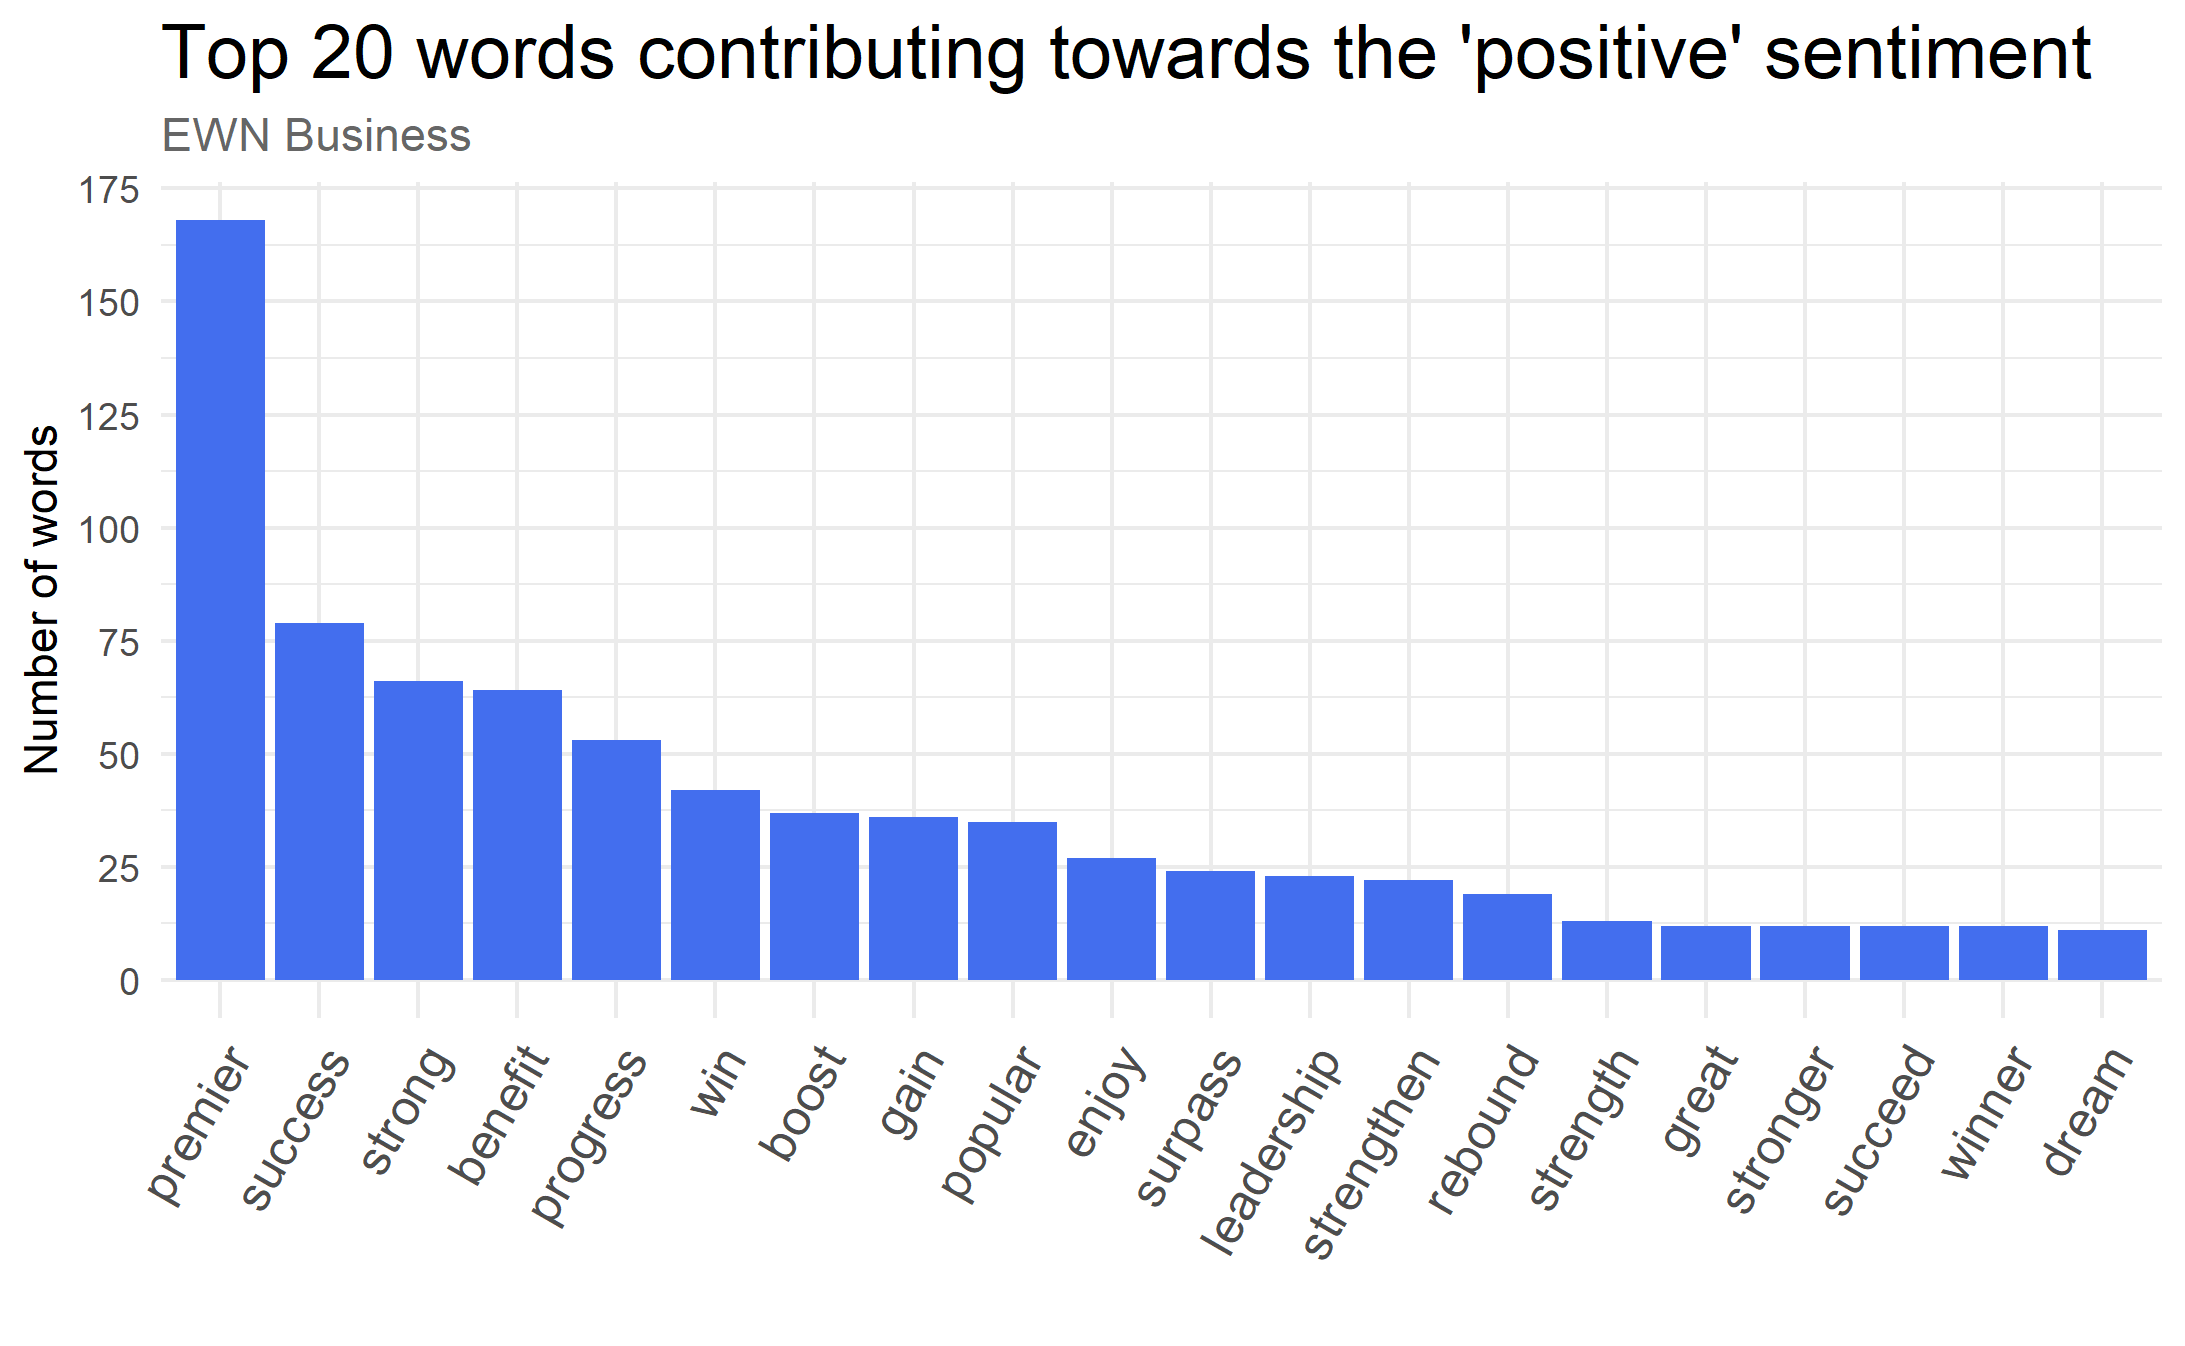 Top 20 words contributing towards the 'positive' sentiment
EWN Business
Number of words
175
150
125
100
75
50
25
0
premier
success
strong
benefit
progress
win
boost
gain
popular
enjoy
surpass
leadership
strengthen
rebound
strength
great
stronger
succeed
winner
dream